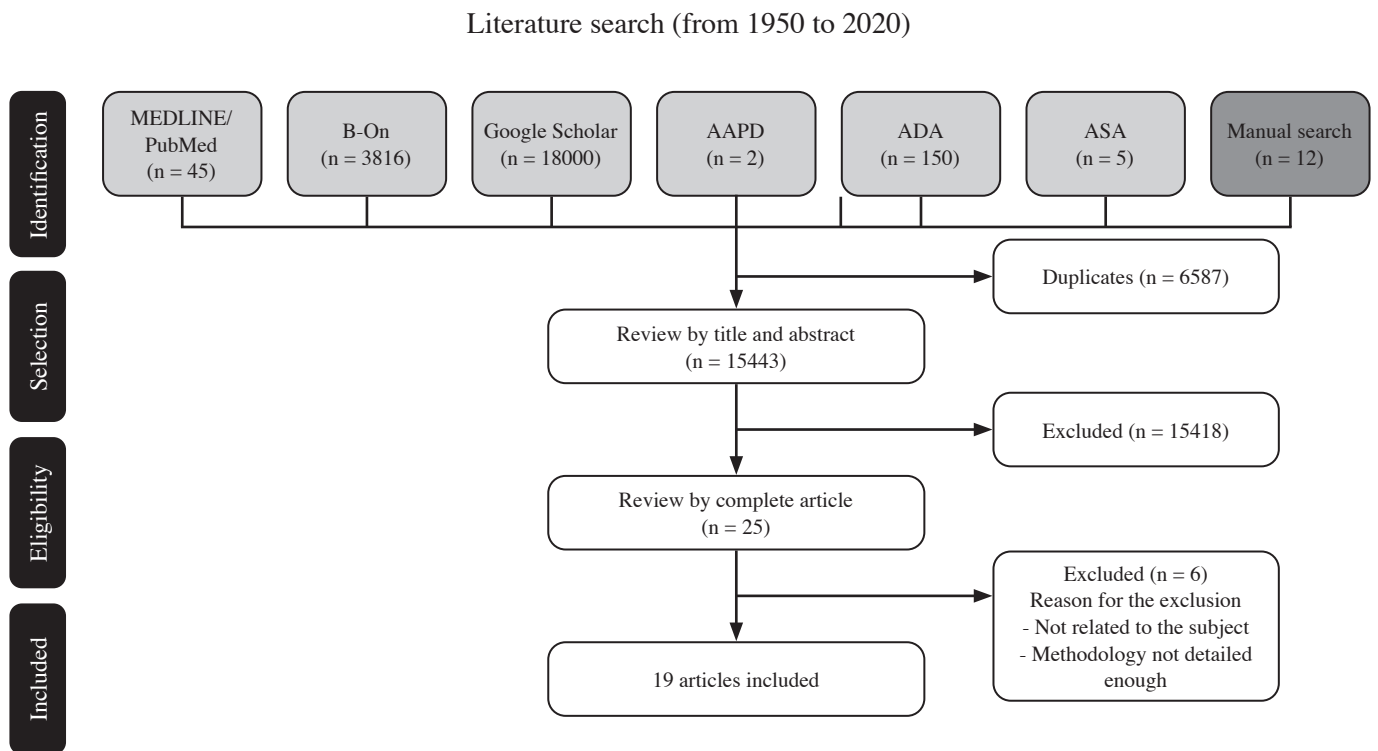 Literature search (from 1950 to 2020)
Identification
MEDLINE/
PubMed
(n = 45)
B-On
(n = 3816)
Google Scholar
(n = 18000)
AAPD
(n = 2)
ADA
(n = 150)
ASA
(n = 5)
Manual search
(n = 12)
Duplicates (n = 6587)
Selection
Review by title and abstract
(n = 15443)
Excluded (n = 15418)
Eligibility
Review by complete article
(n = 25)
Excluded (n = 6)
Reason for the exclusion
- Not related to the subject
- Methodology not detailed
enough
Included
19 articles included